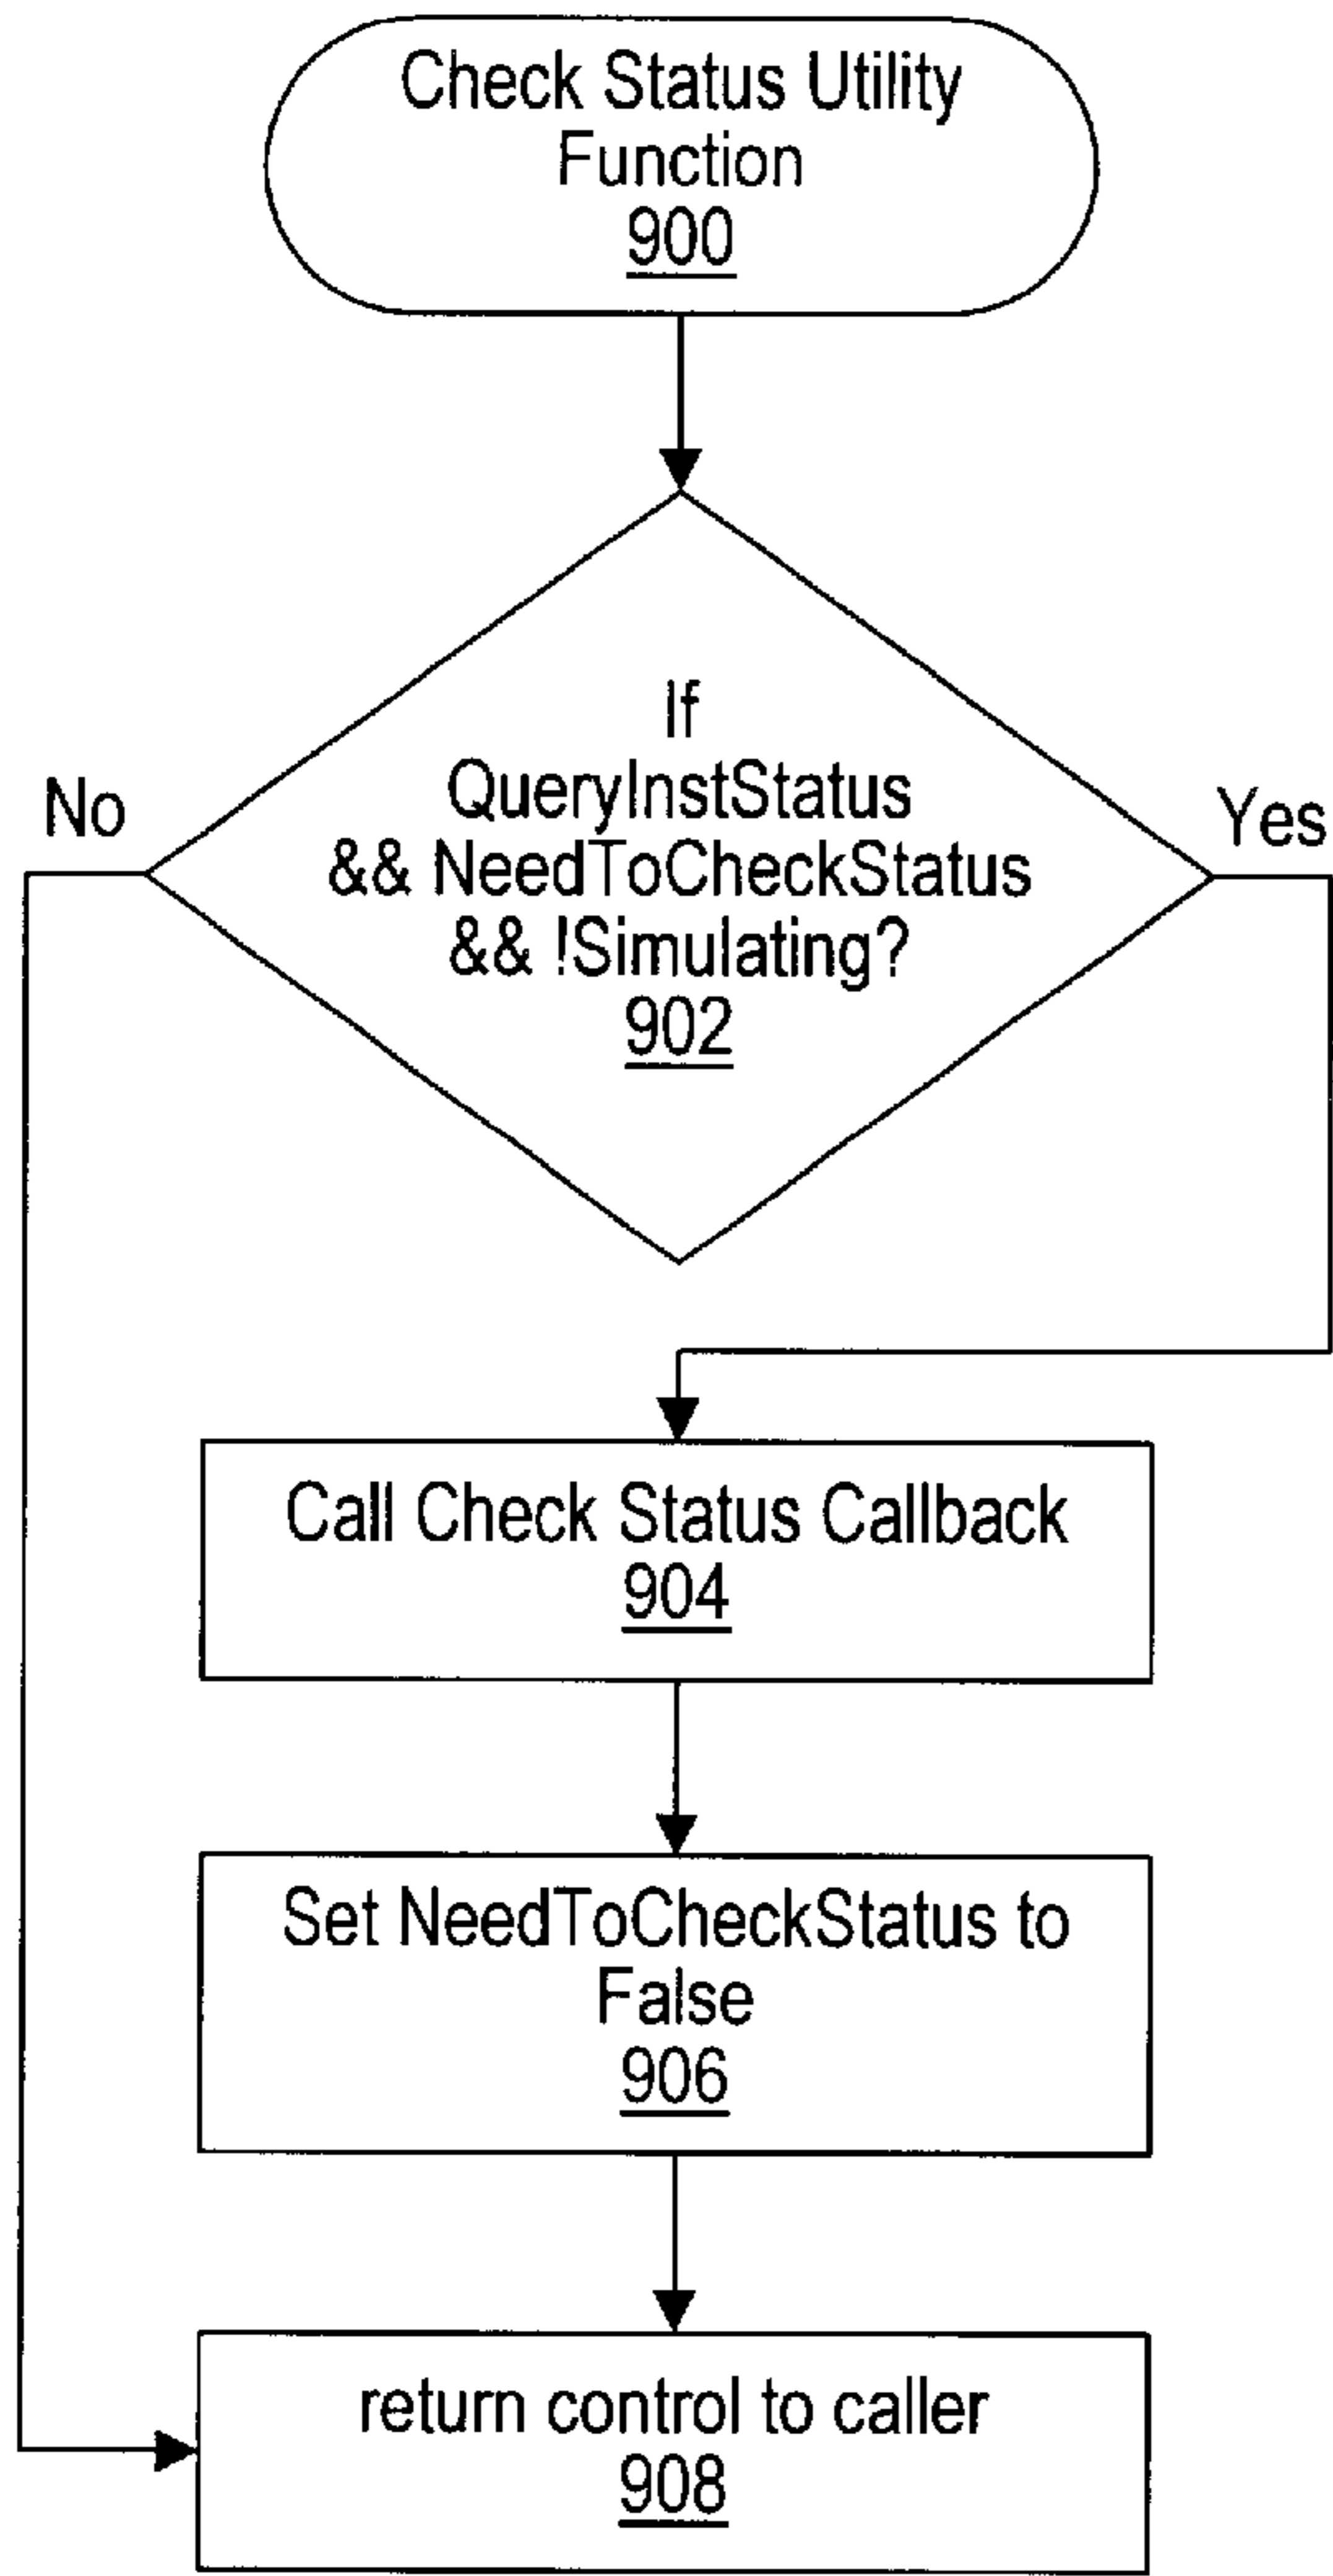 Check Status Utility
Function
900
If
QueryInstStatus
&& NeedToCheckStatus
&& !Simulating?
902
No
Yes
Call Check Status Callback
904
Set NeedToCheckStatus to
False
906
return control to caller
908